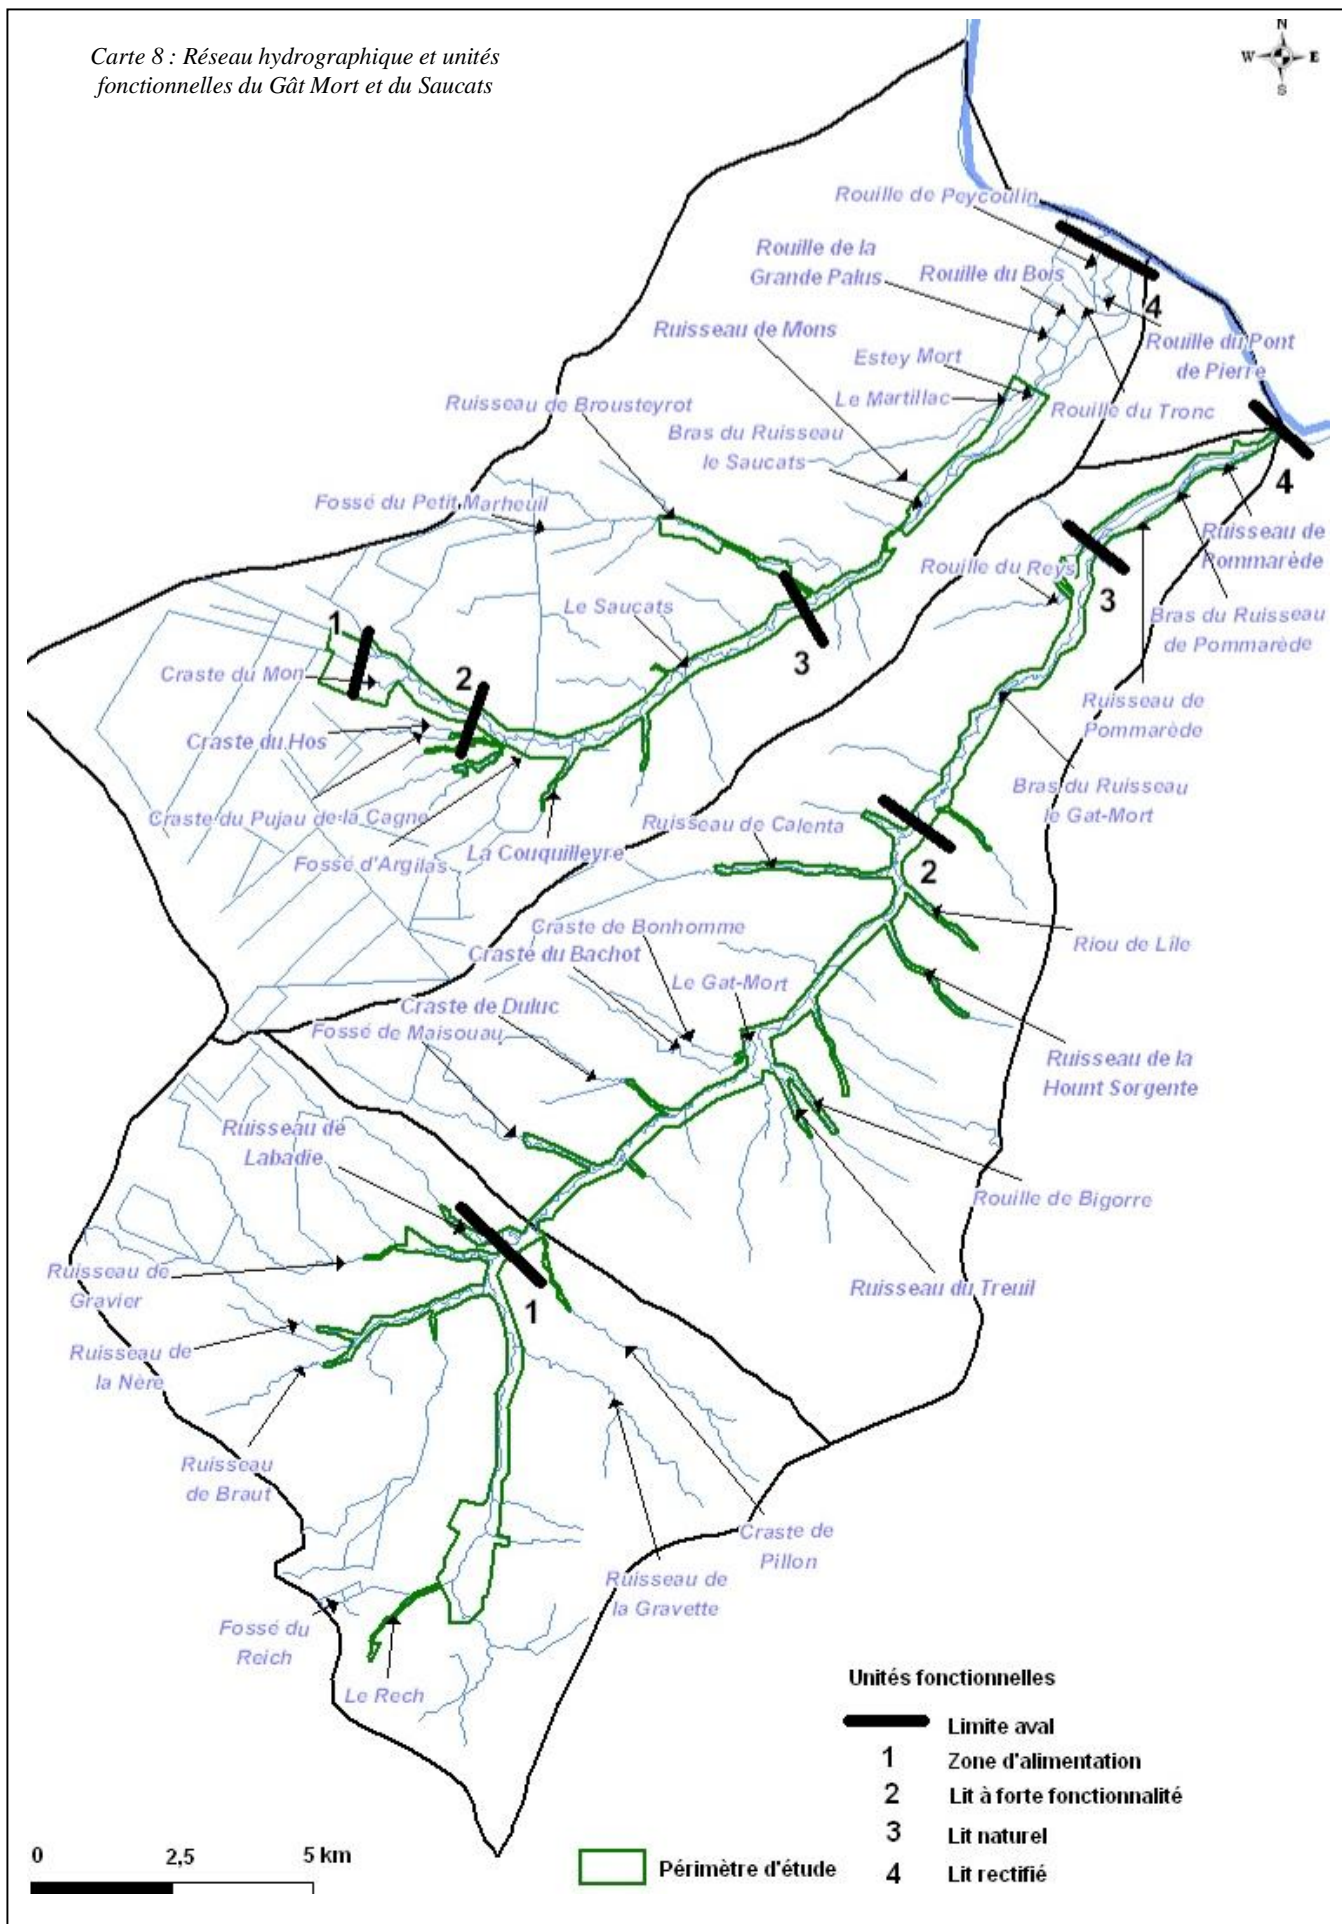 Carte 8 : Réseau hydrographique et unités
fonctionnelles du Gât Mort et du Saucats
N
W
E
S
Rouille de Peycoulin
Rouille de la
Grande Palus
Rouille du Bois
4
Ruisseau de Mons
Rouille du Pont
de Pierre
Estey Mort
Le Martillac
Rouille du Tronc
Ruisseau de Brousteyrot
Bras du Ruisseau
le Saucats
4
Fossé du Petit Marheuil
Ruisseau de
Pommarède
Rouille du Reys
3
Le Saucats
Bras du Ruisseau
de Pommarède
1
3
Craste du Mon
2
Ruisseau de
Pommarède
Craste du Hos
Bras du Ruisseau
le Gat-Mort
Craste du Pujau de la Cagne
Ruisseau de Calenta
Fossé d'Argilas
La Couquilleyre
2
Craste de Bonhomme
Riou de Lîle
Craste du Bachot
Le Gat-Mort
Craste de Duluc
Fossé de Maisouau
Ruisseau de la
Hount Sorgente
Ruisseau de
Labadie
Rouille de Bigorre
Ruisseau de
Gravier
Ruisseau du Treuil
1
Ruisseau de
la Nère
Ruisseau
de Braut
Craste de
Pillon
Ruisseau de
la Gravette
Fossé du
Reich
Le Rech
Unités fonctionnelles
Limite aval
1 Zone d'alimentation
2 Lit à forte fonctionnalité
3 Lit naturel
4 Lit rectifié
Périmètre d'étude
0 2,5 5 km